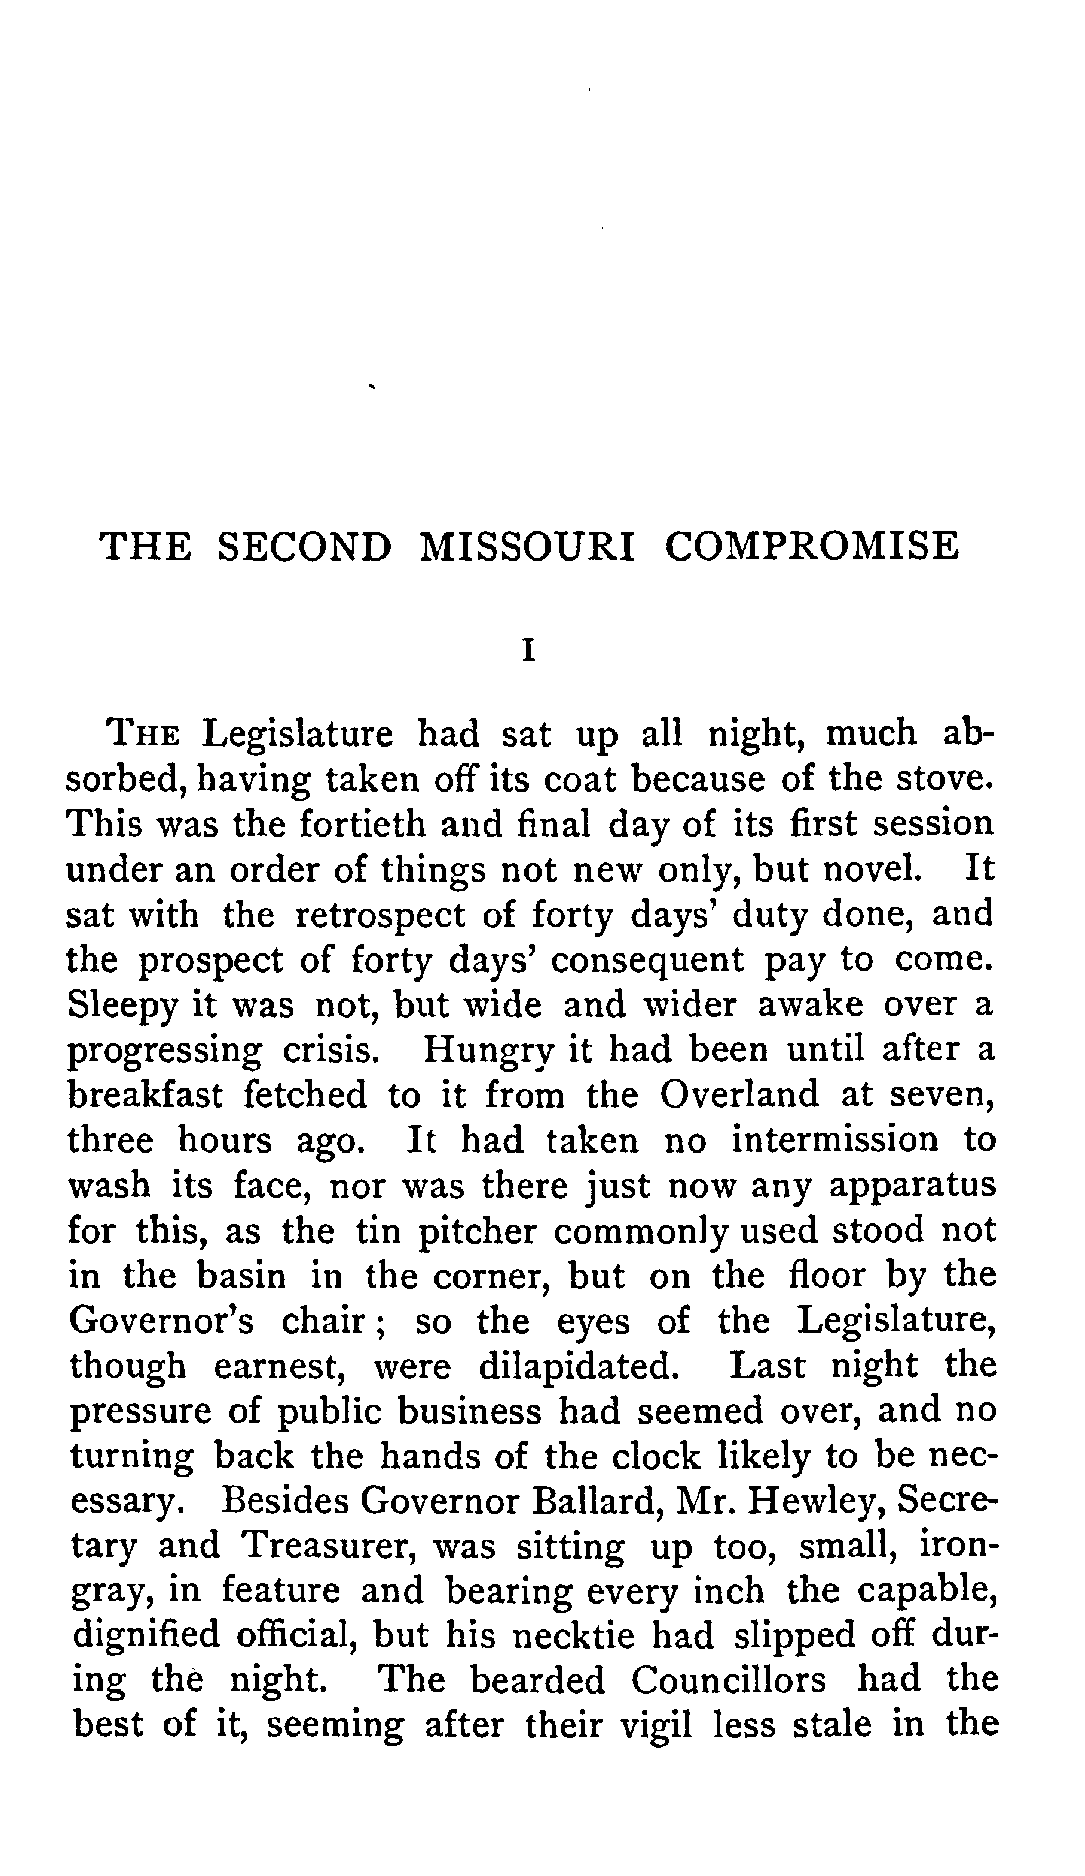 THE SECOND MISSOURI COMPROMISE
I
THE Legislature had sat up all night, much ab-
sorbed, having taken off its coat because of the stove.
This was the fortieth and final day of its first session
under an order of things not new only, but novel. It
sat with the retrospect of forty days' duty done, and
the prospect of forty days' consequent pay to come.
Sleepy it was not, but wide and wider awake over a
progressing crisis. Hungry it had been until after a
breakfast fetched to it from the Overland at seven,
three hours ago. It had taken no intermission to
wash its face, nor was there just now any apparatus
for this, as the tin pitcher commonly used stood not
in the basin in the corner, but on the floor by the
Governor's chair; so the eyes of the Legislature,
though earnest, were dilapidated. Last night the
pressure of public business had seemed over, and no
turning back the hands of the clock likely to be nec-
essary. Besides Governor Ballard, Mr. Hewley, Secre-
tary and Treasurer, was sitting up too, small, iron-
gray, in feature and bearing every inch the capable,
dignified official, but his necktie had slipped off dur-
ing the night. The bearded Councillors had the
best of it, seeming after their vigil less stale in the